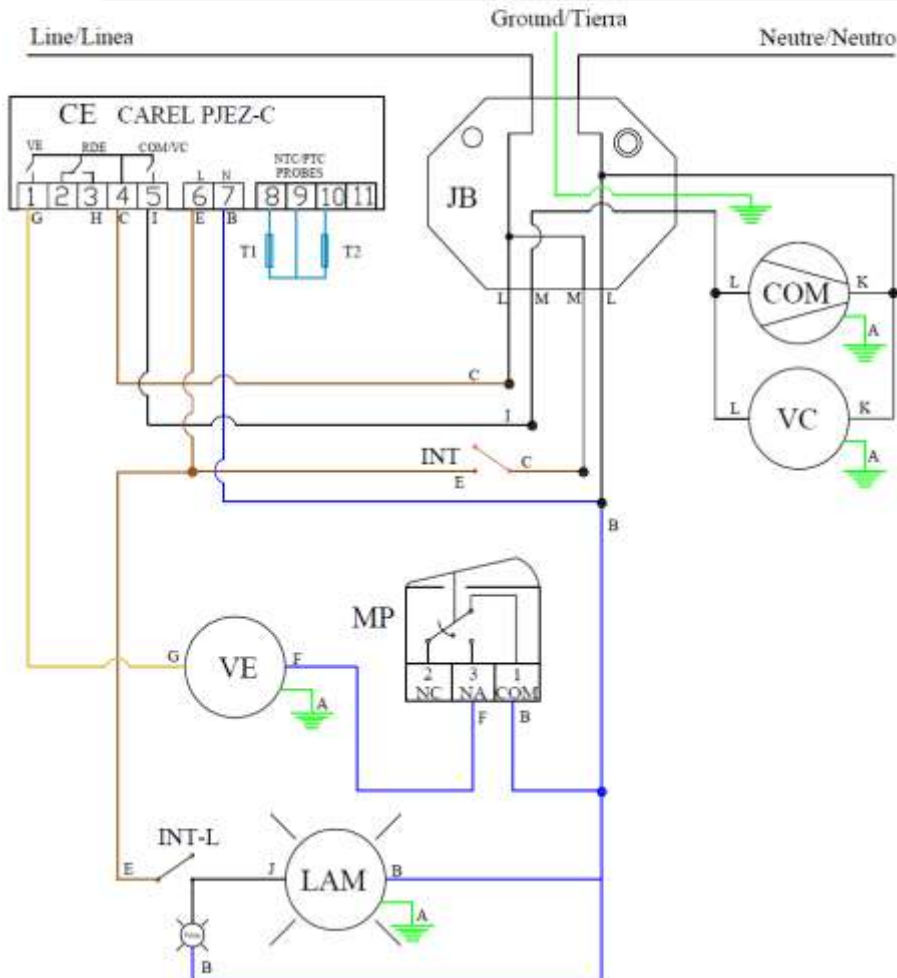 Ground/Tierra
Line/Linea
Neutre/Neutro
CE CAREL PJEZ-C
VE RDE COM/VC
L N
NTC/PTC
PROBES
1 2 3 4 5 6 7 8 9 10 11
G H C I E B
T1 T2
JB
L M M L
L COM K
A
C
L VC K
A
I
INT
E C
B
MP
2 3 1
NC NA COM
F B
G VE F
A
INT-L
E J LAM B
A
B